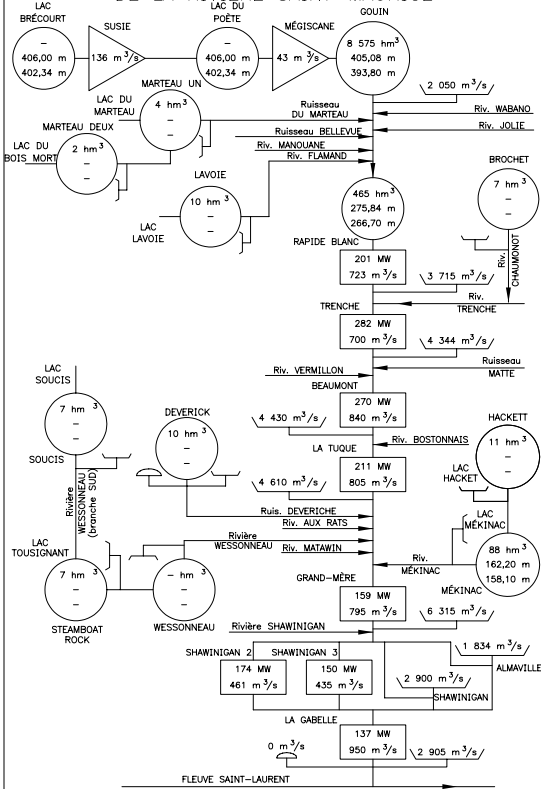 DE LA RIVIÈRE SAINT-MAURICE
LAC
BRÉCOURT
SUSIE
LAC DU
POÈTE
MÉGISCANE
GOUIN
–
406,00 m
402,34 m
136 m³/s
–
406,00 m
402,34 m
43 m³/s
8 575 hm³
405,08 m
393,80 m
2 050 m³/s
MARTEAU UN
4 hm³
–
–
LAC DU
MARTEAU
Ruisseau
DU MARTEAU
Riv. WABANO
Riv. JOLIE
MARTEAU DEUX
2 hm³
–
–
LAC DU
BOIS MORT
Ruisseau BELLEVUE
Riv. MANOUANE
Riv. FLAMAND
LAVOIE
10 hm³
–
–
LAC
LAVOIE
BROCHET
7 hm³
–
–
Riv.
CHAUMONOT
465 hm³
275,84 m
266,70 m
RAPIDE BLANC
201 MW
723 m³/s
3 715 m³/s
Riv.
TRENCHE
TRENCHE
282 MW
700 m³/s
4 344 m³/s
Ruisseau
MATTE
Riv. VERMILLON
BEAUMONT
270 MW
840 m³/s
4 430 m³/s
Riv. BOSTONNAIS
LA TUQUE
211 MW
805 m³/s
4 610 m³/s
LAC
SOUCIS
7 hm³
–
–
SOUCIS
Rivière
WESSONNEAU
(branche SUD)
DEVERICK
10 hm³
–
–
Ruis. DEVERICHE
Riv. AUX RATS
Rivière
WESSONNEAU
Riv. MATAWIN
LAC
TOUSIGNANT
7 hm³
–
–
STEAMBOAT
ROCK
– hm³
–
–
WESSONNEAU
HACKETT
11 hm³
–
–
LAC
HACKET
LAC
MÉKINAC
88 hm³
162,20 m
158,10 m
MÉKINAC
Riv.
MÉKINAC
GRAND-MÈRE
159 MW
795 m³/s
6 315 m³/s
Rivière SHAWINIGAN
SHAWINIGAN 2
174 MW
461 m³/s
SHAWINIGAN 3
150 MW
435 m³/s
2 900 m³/s
SHAWINIGAN
1 834 m³/s
ALMAVILLE
LA GABELLE
137 MW
950 m³/s
0 m³/s
2 905 m³/s
FLEUVE SAINT-LAURENT